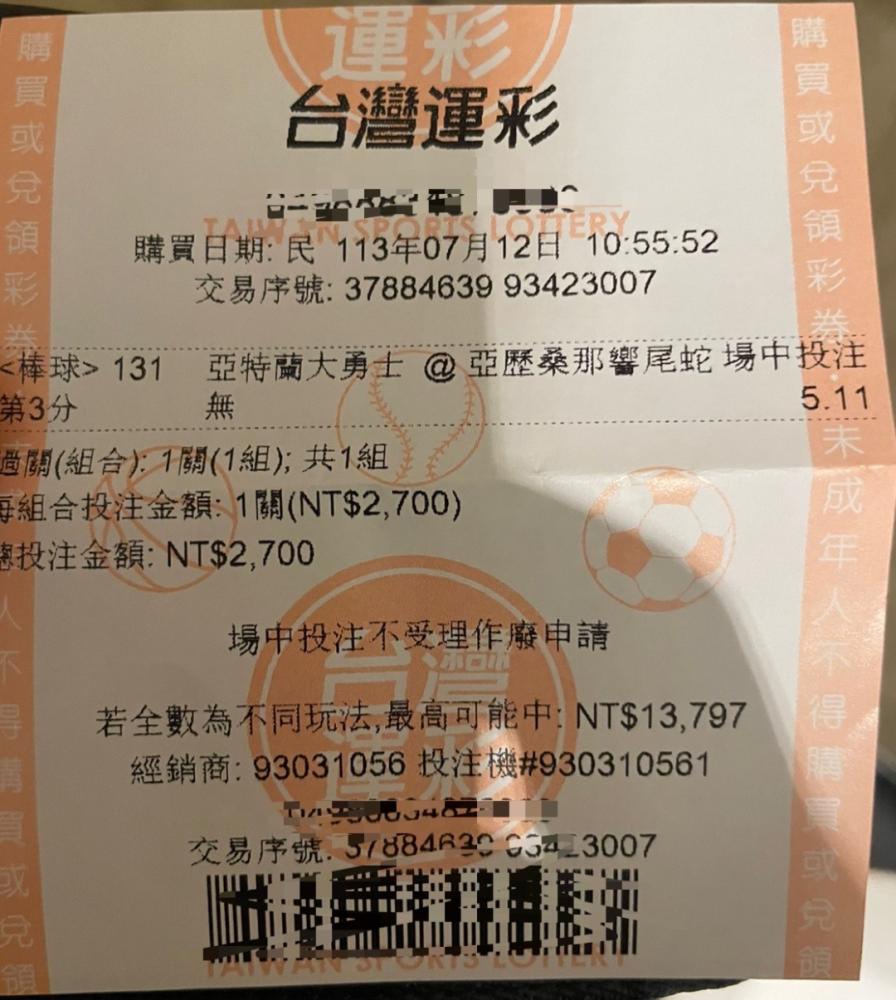 運彩
台灣運彩
TAIWAN SPORTS LOTTERY
購買日期: 民 113年07月12日 10:55:52
交易序號: 37884639 93423007
<棒球> 131 亞特蘭大勇士 @ 亞歷桑那響尾蛇 場中投注
第3分 無 5.11
過關(組合): 1關(1組); 共1組
每組合投注金額: 1關(NT$2,700)
總投注金額: NT$2,700
場中投注不受理作廢申請
台灣
運彩
若全數為不同玩法,最高可能中: NT$13,797
經銷商: 93031056 投注機#930310561
交易序號: 37884639 93423007
TAIWAN SPORTS LOTTERY
購買或兌領彩券
人不得購買或兌領
購買或兌領彩券
未成年人不得購買或兌領